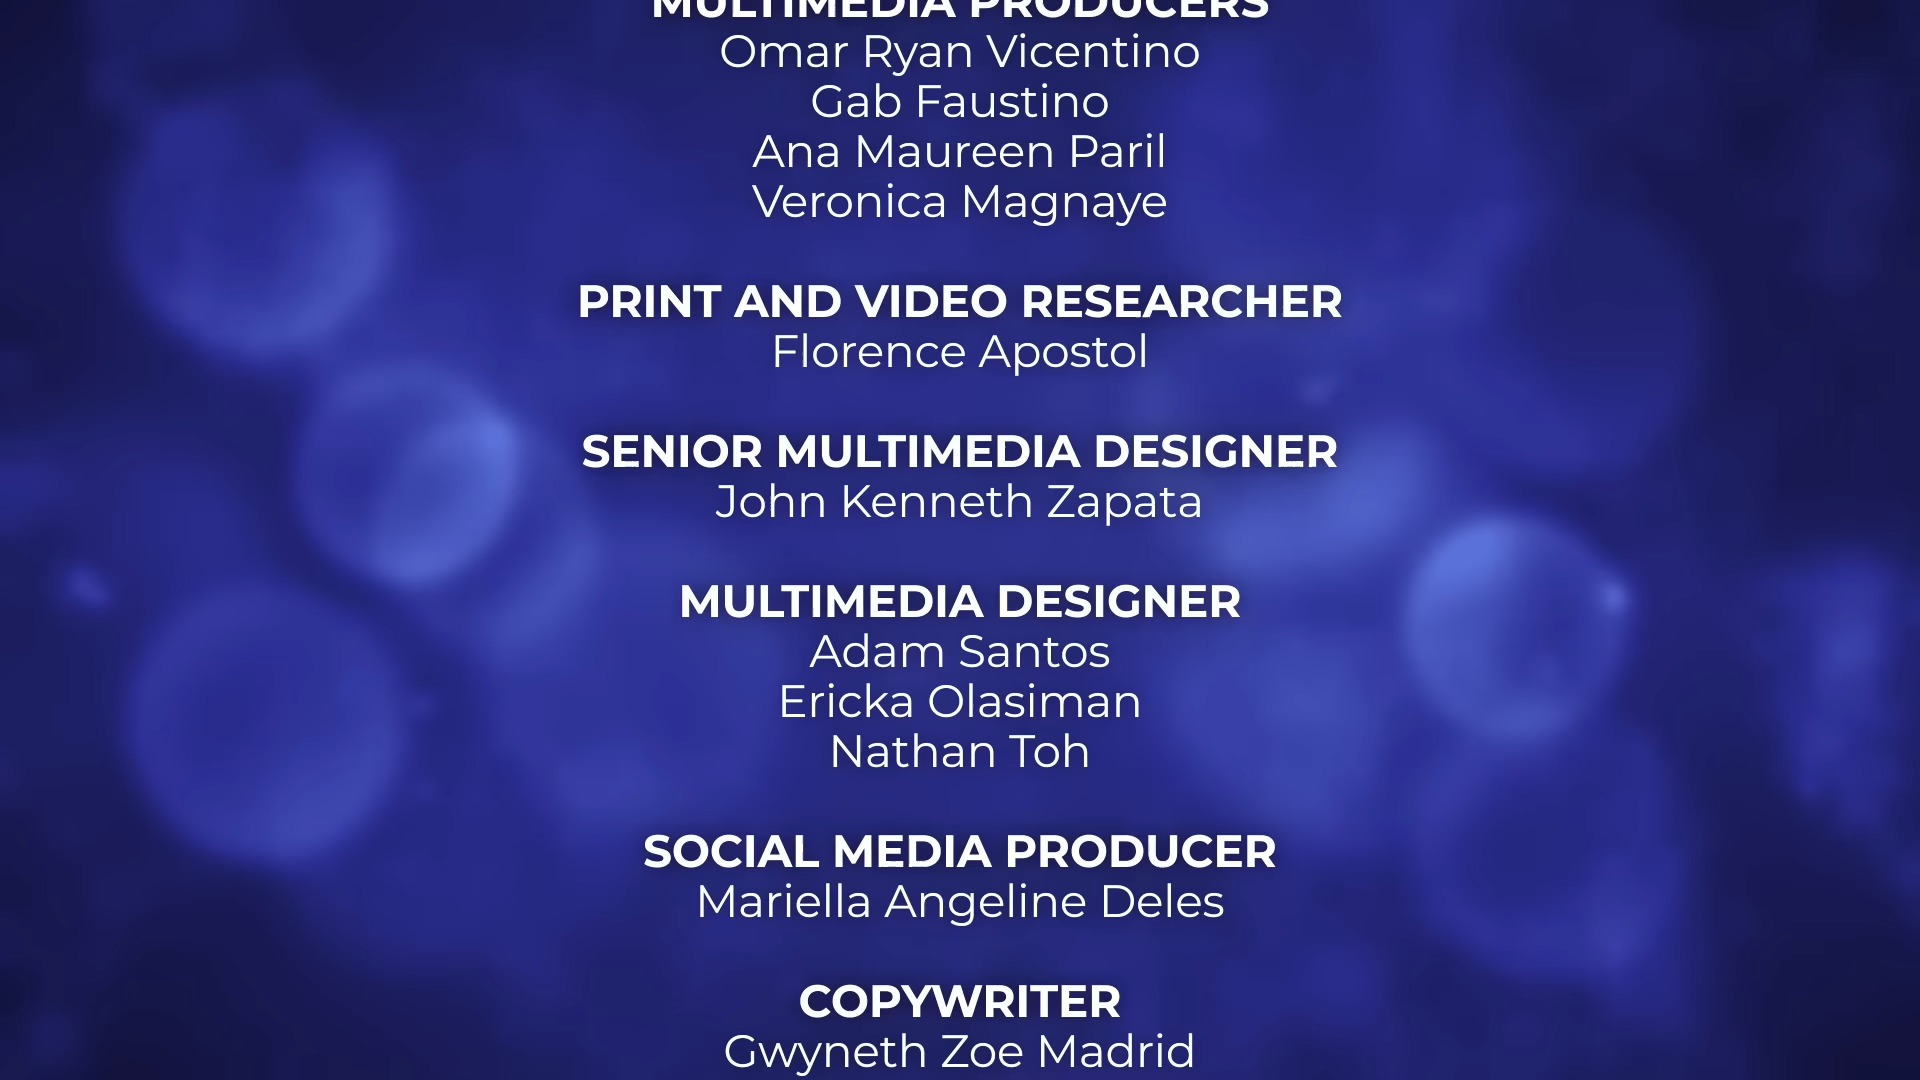 MULTIMEDIA PRODUCERS
Omar Ryan Vicentino
Gab Faustino
Ana Maureen Paril
Veronica Magnaye
PRINT AND VIDEO RESEARCHER
Florence Apostol
SENIOR MULTIMEDIA DESIGNER
John Kenneth Zapata
MULTIMEDIA DESIGNER
Adam Santos
Ericka Olasiman
Nathan Toh
SOCIAL MEDIA PRODUCER
Mariella Angeline Deles
COPYWRITER
Gwyneth Zoe Madrid